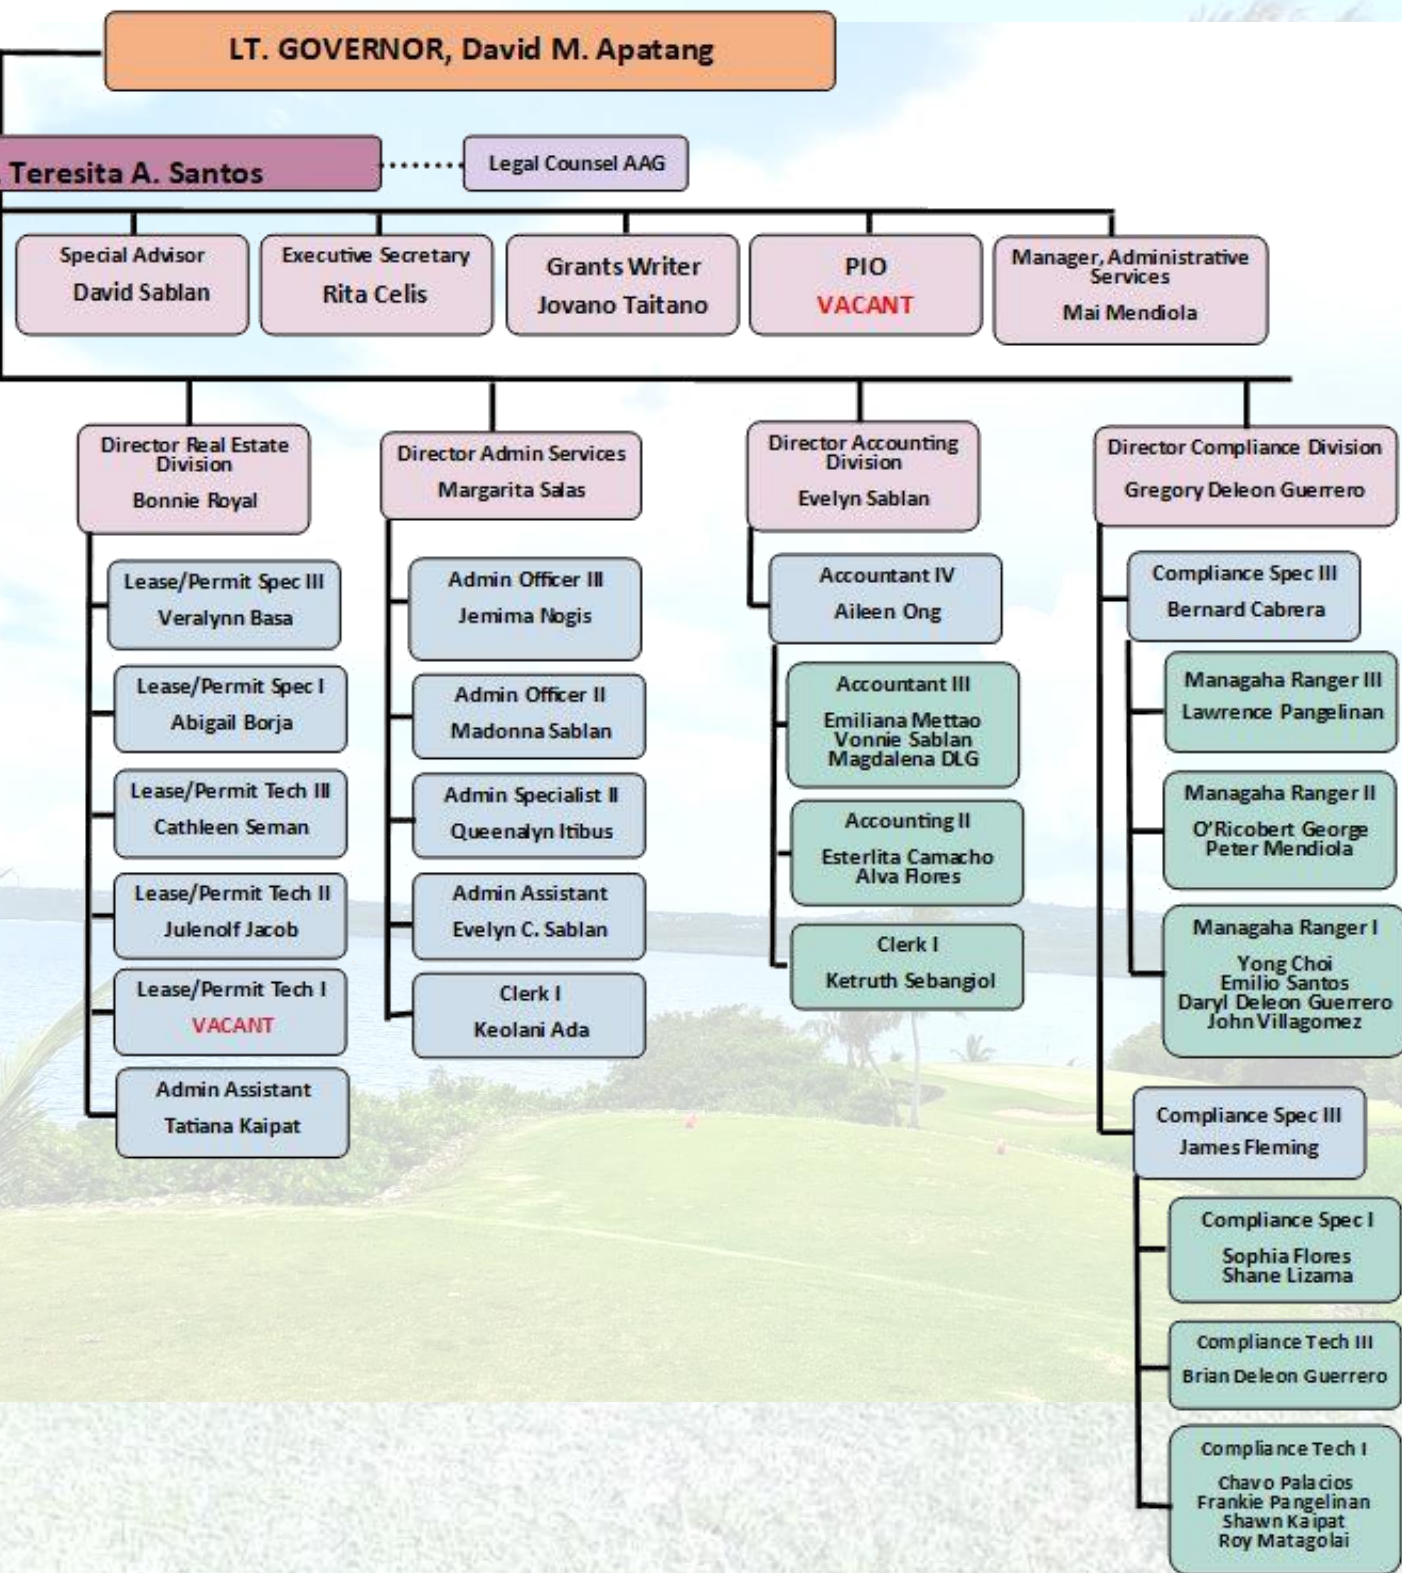 LT. GOVERNOR, David M. Apatang
Teresita A. Santos
Legal Counsel AAG
Special Advisor
David Sablan
Executive Secretary
Rita Celis
Grants Writer
Jovano Taitano
PIO
VACANT
Manager, Administrative
Services
Mai Mendiola
Director Real Estate
Division
Bonnie Royal
Lease/Permit Spec III
Veralynn Basa
Lease/Permit Spec I
Abigail Borja
Lease/Permit Tech III
Cathleen Seman
Lease/Permit Tech II
Julenolf Jacob
Lease/Permit Tech I
VACANT
Admin Assistant
Tatiana Kaipat
Director Admin Services
Margarita Salas
Admin Officer III
Jemima Nogis
Admin Officer II
Madonna Sablan
Admin Specialist II
Queenalyn Itibus
Admin Assistant
Evelyn C. Sablan
Clerk I
Keolani Ada
Director Accounting
Division
Evelyn Sablan
Accountant IV
Aileen Ong
Accountant III
Emiliana Mettao
Vonnie Sablan
Magdalena DLG
Accounting II
Esterlita Camacho
Alva Flores
Clerk I
Ketruth Sebangiol
Director Compliance Division
Gregory Deleon Guerrero
Compliance Spec III
Bernard Cabrera
Managaha Ranger III
Lawrence Pangelinan
Managaha Ranger II
O'Ricobert George
Peter Mendiola
Managaha Ranger I
Yong Choi
Emilio Santos
Daryl Deleon Guerrero
John Villagomez
Compliance Spec III
James Fleming
Compliance Spec I
Sophia Flores
Shane Lizama
Compliance Tech III
Brian Deleon Guerrero
Compliance Tech I
Chavo Palacios
Frankie Pangelinan
Shawn Kaipat
Roy Matagolai